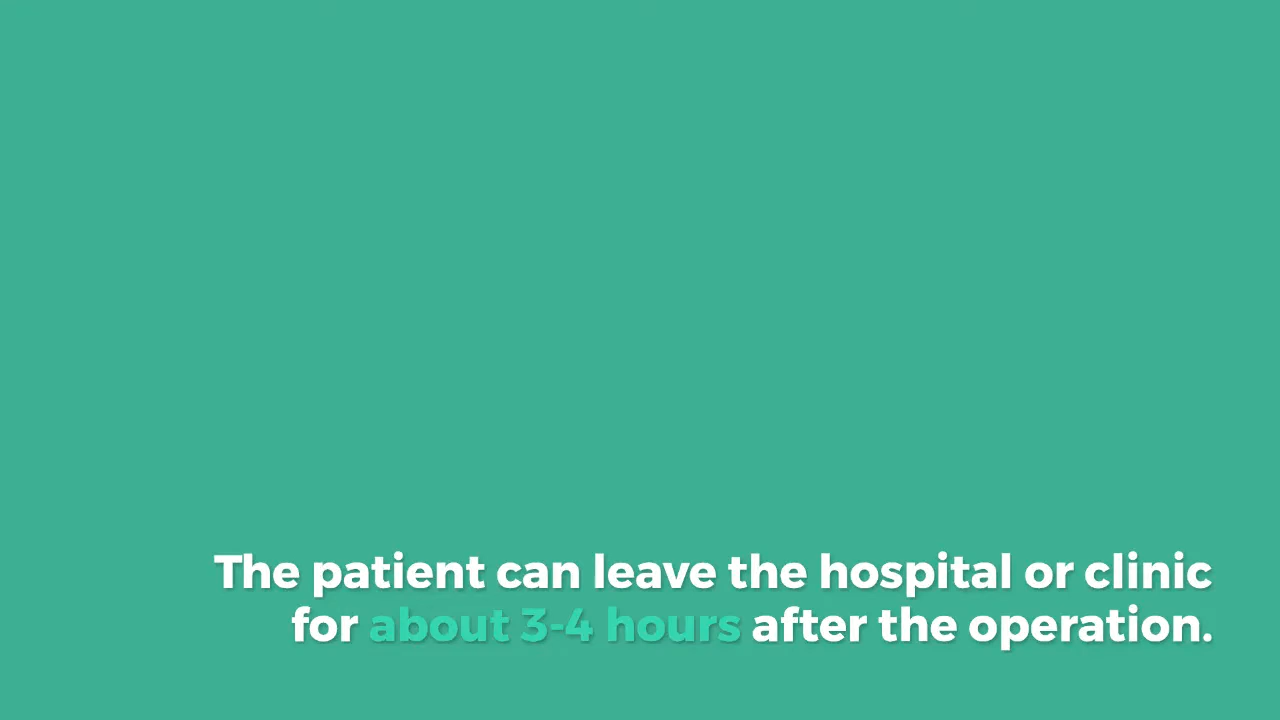 The patient can leave the hospital or clinic
for about 3-4 hours after the operation.